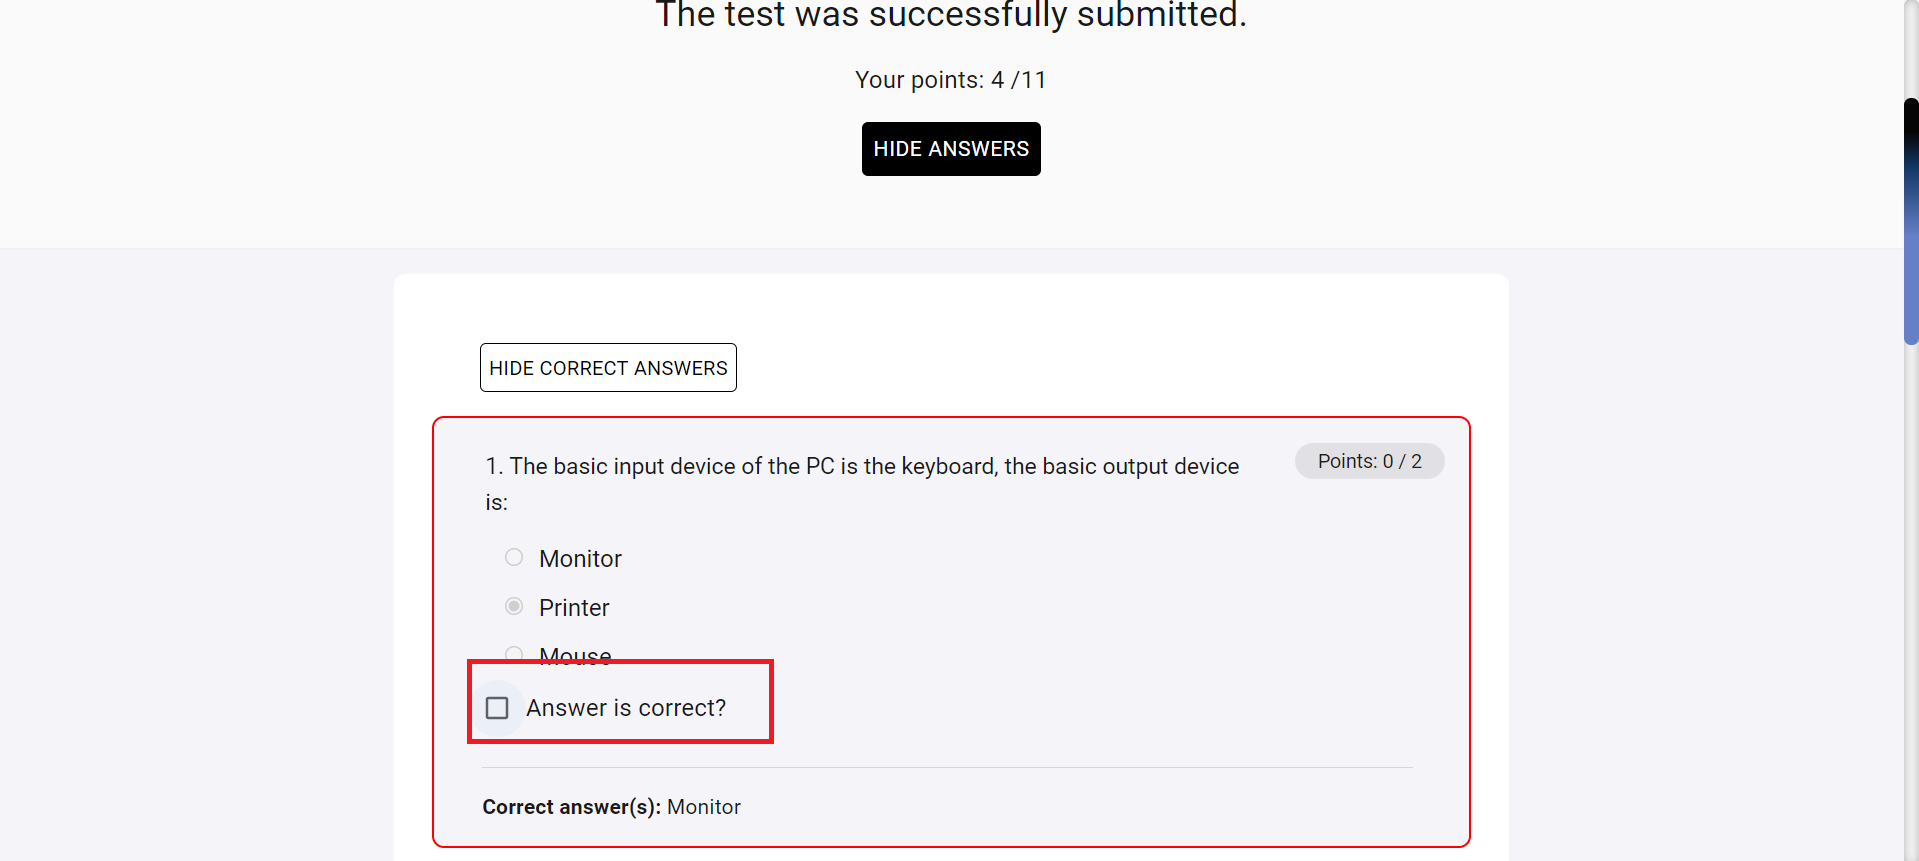 The test was successfully submitted.
Your points: 4 /11
HIDE ANSWERS
HIDE CORRECT ANSWERS
1. The basic input device of the PC is the keyboard, the basic output device
is:
Points: 0 / 2
Monitor
Printer
Mouse
Answer is correct?
Correct answer(s): Monitor